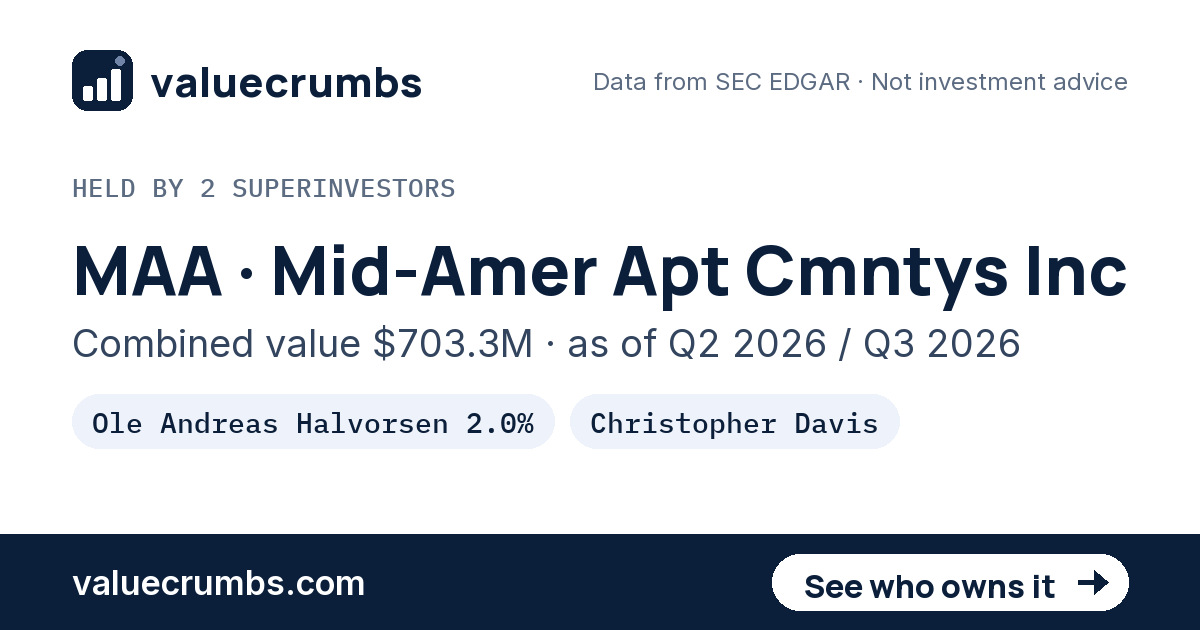 valuecrumbs
Data from SEC EDGAR · Not investment advice
HELD BY 2 SUPERINVESTORS
MAA · Mid-Amer Apt Cmntys Inc
Combined value $703.3M · as of Q2 2026 / Q3 2026
Ole Andreas Halvorsen 2.0%
Christopher Davis
valuecrumbs.com
See who owns it →